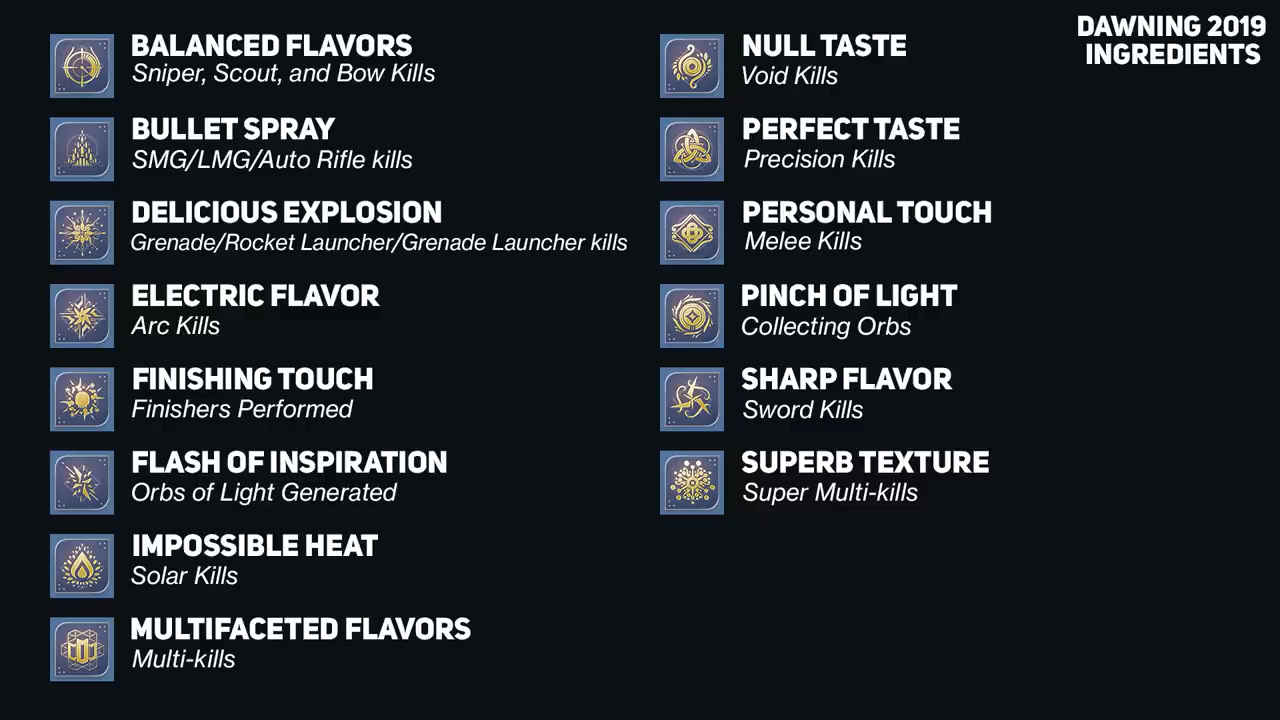 DAWNING 2019
INGREDIENTS
BALANCED FLAVORS
Sniper, Scout, and Bow Kills
BULLET SPRAY
SMG/LMG/Auto Rifle kills
DELICIOUS EXPLOSION
Grenade/Rocket Launcher/Grenade Launcher kills
ELECTRIC FLAVOR
Arc Kills
FINISHING TOUCH
Finishers Performed
FLASH OF INSPIRATION
Orbs of Light Generated
IMPOSSIBLE HEAT
Solar Kills
MULTIFACETED FLAVORS
Multi-kills
NULL TASTE
Void Kills
PERFECT TASTE
Precision Kills
PERSONAL TOUCH
Melee Kills
PINCH OF LIGHT
Collecting Orbs
SHARP FLAVOR
Sword Kills
SUPERB TEXTURE
Super Multi-kills